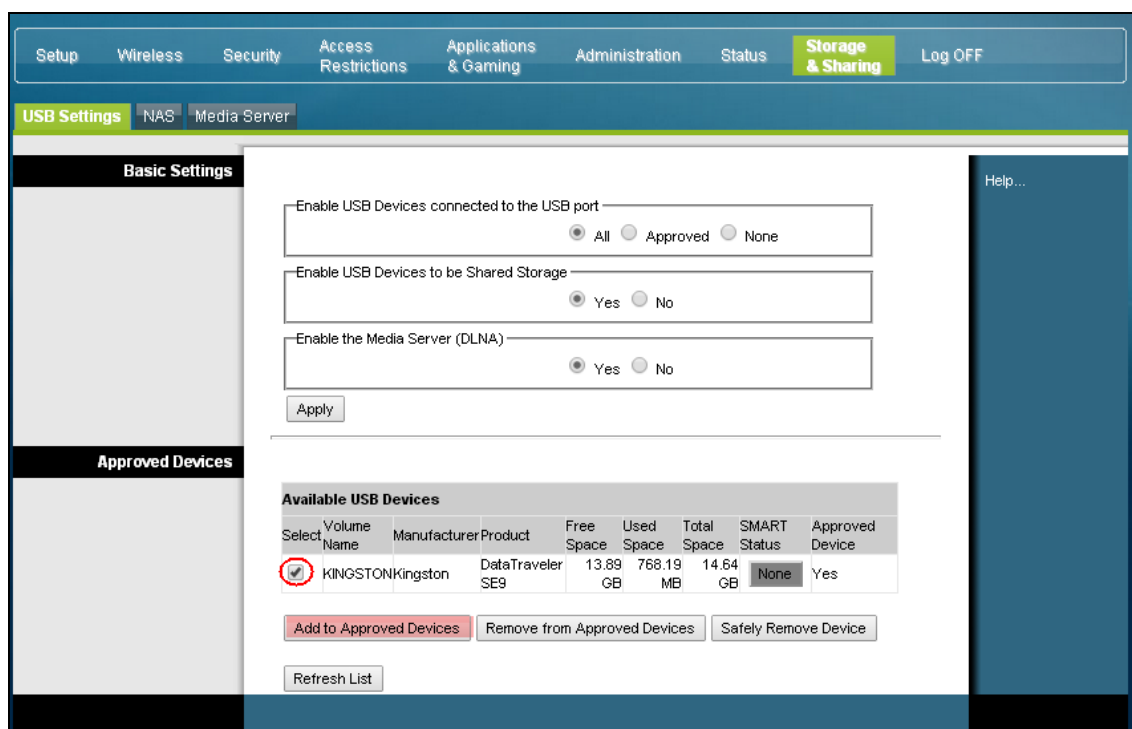 Setup Wireless Security Access Restrictions Applications & Gaming Administration Status Storage & Sharing Log OFF
USB Settings NAS Media Server
Basic Settings
Help...
Enable USB Devices connected to the USB port
All Approved None
Enable USB Devices to be Shared Storage
Yes No
Enable the Media Server (DLNA)
Yes No
Apply
Approved Devices
Available USB Devices
Select Volume Name Manufacturer Product Free Space Used Space Total Space SMART Status Approved Device
KINGSTON Kingston DataTraveler SE9 13.89 GB 768.19 MB 14.64 GB None Yes
Add to Approved Devices Remove from Approved Devices Safely Remove Device
Refresh List